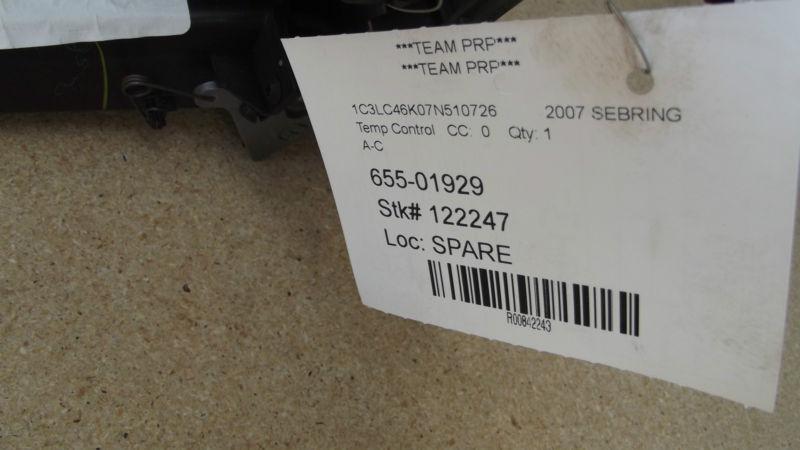 ***TEAM PRP***
***TEAM PRP***
1C3LC46K07N510726 2007 SEBRING
Temp Control CC: 0 Qty: 1
A-C
655-01929
Stk# 122247
Loc: SPARE
R00842243